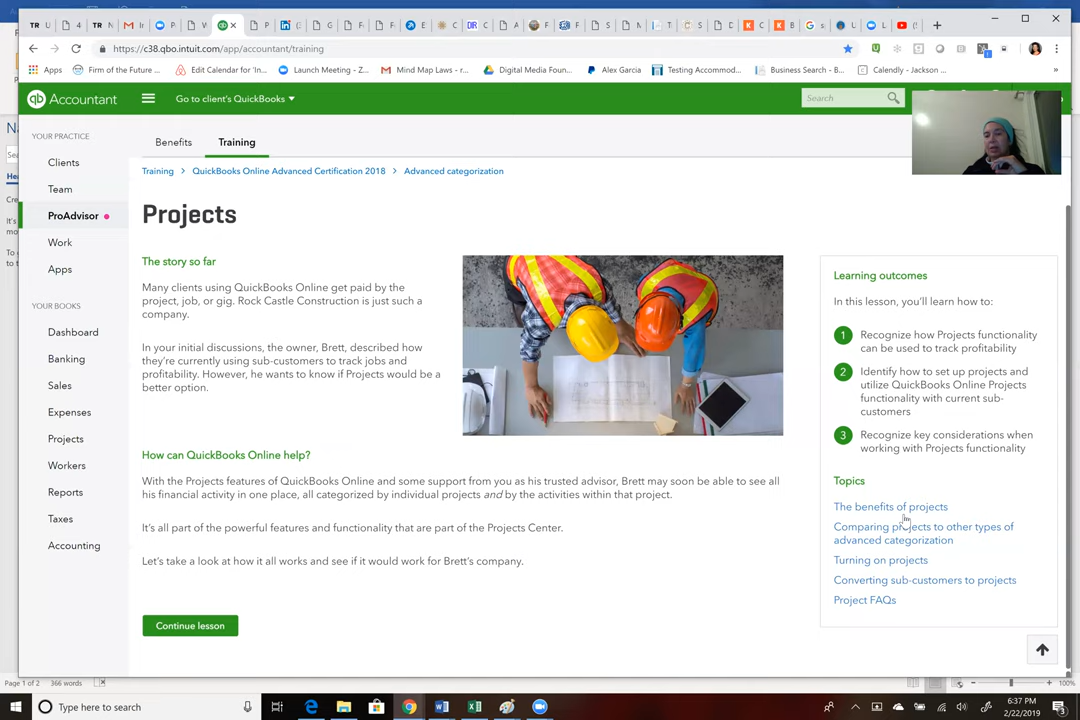 TR
U
4
TR
N
M
In
P
W
P
DIR
C
K
C
K
B
G
s
L
https://c38.qbo.intuit.com/app/accountant/training
Apps
Firm of the Future ...
Edit Calendar for 'In...
Launch Meeting - Z...
Mind Map Laws - r...
Digital Media Foun...
Alex Garcia
Testing Accommod...
Business Search - B...
Calendly - Jackson ...
qb Accountant
Go to client's QuickBooks
Search
YOUR PRACTICE
Clients
Team
ProAdvisor
Work
Apps
YOUR BOOKS
Dashboard
Banking
Sales
Expenses
Projects
Workers
Reports
Taxes
Accounting
Benefits
Training
Training > QuickBooks Online Advanced Certification 2018 > Advanced categorization
Projects
The story so far
Many clients using QuickBooks Online get paid by the
project, job, or gig. Rock Castle Construction is just such a
company.
In your initial discussions, the owner, Brett, described how
they're currently using sub-customers to track jobs and
profitability. However, he wants to know if Projects would be a
better option.
How can QuickBooks Online help?
With the Projects features of QuickBooks Online and some support from you as his trusted advisor, Brett may soon be able to see all
his financial activity in one place, all categorized by individual projects and by the activities within that project.
It's all part of the powerful features and functionality that are part of the Projects Center.
Let's take a look at how it all works and see if it would work for Brett's company.
Continue lesson
Learning outcomes
In this lesson, you'll learn how to:
1 Recognize how Projects functionality
can be used to track profitability
2 Identify how to set up projects and
utilize QuickBooks Online Projects
functionality with current sub-
customers
3 Recognize key considerations when
working with Projects functionality
Topics
The benefits of projects
Comparing projects to other types of
advanced categorization
Turning on projects
Converting sub-customers to projects
Project FAQs
Page 1 of 2 366 words
100%
Type here to search
6:37 PM
2/22/2019